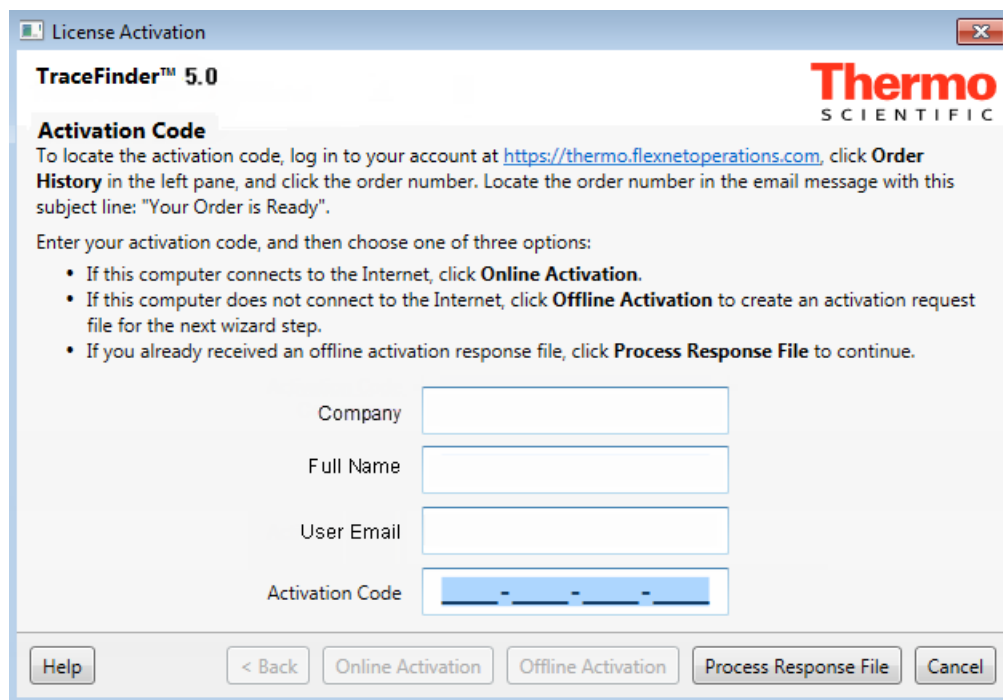 License Activation
TraceFinder™ 5.0
Thermo
SCIENTIFIC
Activation Code
To locate the activation code, log in to your account at https://thermo.flexnetoperations.com, click Order
History in the left pane, and click the order number. Locate the order number in the email message with this
subject line: "Your Order is Ready".
Enter your activation code, and then choose one of three options:
• If this computer connects to the Internet, click Online Activation.
• If this computer does not connect to the Internet, click Offline Activation to create an activation request
file for the next wizard step.
• If you already received an offline activation response file, click Process Response File to continue.
Company
Full Name
User Email
Activation Code ____-____-____-____
Help < Back Online Activation Offline Activation Process Response File Cancel